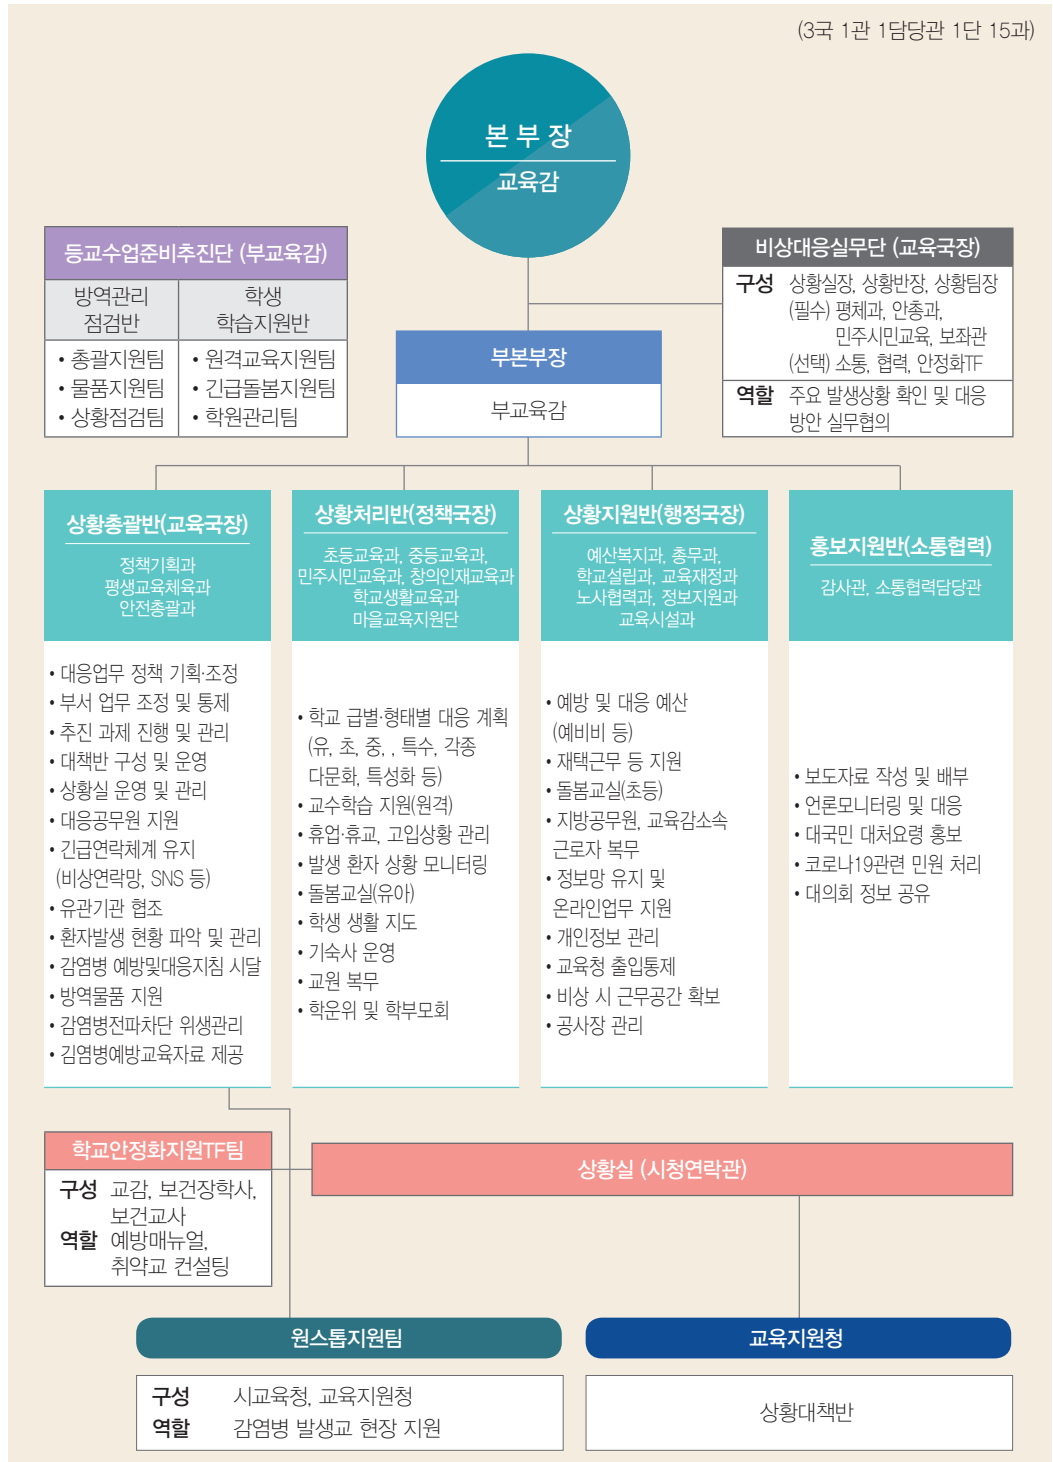 (3국 1관 1담당관 1단 15과)
본 부 장
교육감
등교수업준비추진단 (부교육감)
방역관리
점검반
학생
학습지원반
• 총괄지원팀
• 물품지원팀
• 상황점검팀
• 원격교육지원팀
• 긴급돌봄지원팀
• 학원관리팀
비상대응실무단 (교육국장)
구성 상황실장, 상황반장, 상황팀장
(필수) 평체과, 안총과,
민주시민교육, 보좌관
(선택) 소통, 협력, 안정화TF
역할 주요 발생상황 확인 및 대응
방안 실무협의
부본부장
부교육감
상황총괄반(교육국장)
정책기획과
평생교육체육과
안전총괄과
• 대응업무 정책 기획·조정
• 부서 업무 조정 및 통제
• 추진 과제 진행 및 관리
• 대책반 구성 및 운영
• 상황실 운영 및 관리
• 대응공무원 지원
• 긴급연락체계 유지
(비상연락망, SNS 등)
• 유관기관 협조
• 환자발생 현황 파악 및 관리
• 감염병 예방및대응지침 시달
• 방역물품 지원
• 감염병전파차단 위생관리
• 김염병예방교육자료 제공
상황처리반(정책국장)
초등교육과, 중등교육과,
민주시민교육과, 창의인재교육과
학교생활교육과
마을교육지원단
• 학교 급별·형태별 대응 계획
(유, 초, 중, , 특수, 각종
다문화, 특성화 등)
• 교수학습 지원(원격)
• 휴업·휴교, 고입상황 관리
• 발생 환자 상황 모니터링
• 돌봄교실(유아)
• 학생 생활 지도
• 기숙사 운영
• 교원 복무
• 학운위 및 학부모회
상황지원반(행정국장)
예산복지과, 총무과,
학교설립과, 교육재정과
노사협력과, 정보지원과
교육시설과
• 예방 및 대응 예산
(예비비 등)
• 재택근무 등 지원
• 돌봄교실(초등)
• 지방공무원, 교육감소속
근로자 복무
• 정보망 유지 및
온라인업무 지원
• 개인정보 관리
• 교육청 출입통제
• 비상 시 근무공간 확보
• 공사장 관리
홍보지원반(소통협력)
감사관, 소통협력담당관
• 보도자료 작성 및 배부
• 언론모니터링 및 대응
• 대국민 대처요령 홍보
• 코로나19관련 민원 처리
• 대의회 정보 공유
학교안정화지원TF팀
구성 교감, 보건장학사,
보건교사
역할 예방매뉴얼,
취약교 컨설팅
상황실 (시청연락관)
원스톱지원팀
구성 시교육청, 교육지원청
역할 감염병 발생교 현장 지원
교육지원청
상황대책반